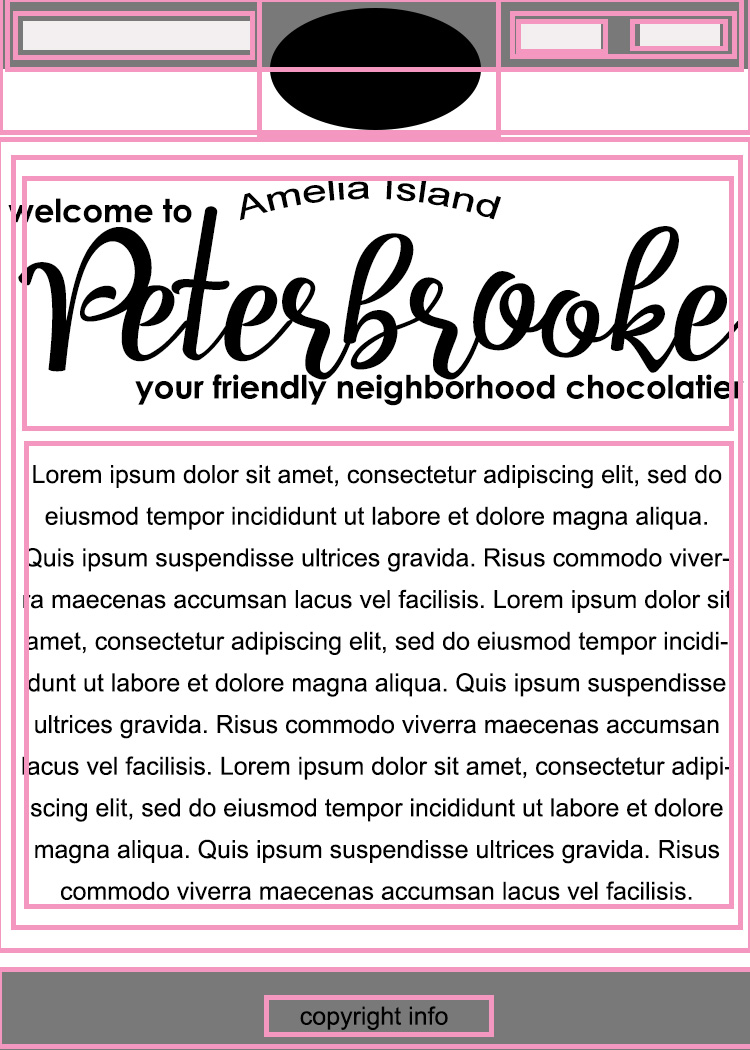 welcome to
Amelia Island
Peterbrooke
your friendly neighborhood chocolatier
Lorem ipsum dolor sit amet, consectetur adipiscing elit, sed do
eiusmod tempor incididunt ut labore et dolore magna aliqua.
Quis ipsum suspendisse ultrices gravida. Risus commodo viver-
ra maecenas accumsan lacus vel facilisis. Lorem ipsum dolor sit
amet, consectetur adipiscing elit, sed do eiusmod tempor incidi-
dunt ut labore et dolore magna aliqua. Quis ipsum suspendisse
ultrices gravida. Risus commodo viverra maecenas accumsan
lacus vel facilisis. Lorem ipsum dolor sit amet, consectetur adipi-
scing elit, sed do eiusmod tempor incididunt ut labore et dolore
magna aliqua. Quis ipsum suspendisse ultrices gravida. Risus
commodo viverra maecenas accumsan lacus vel facilisis.
copyright info